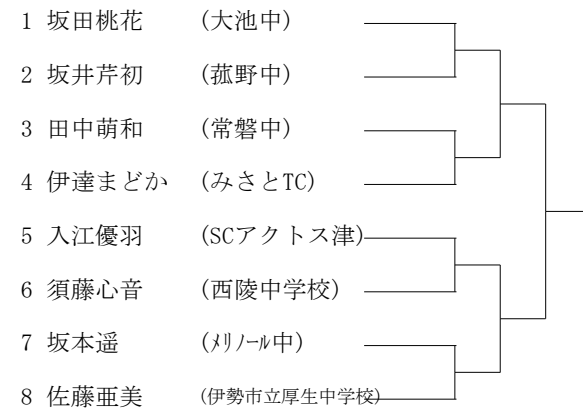 1 坂田桃花 (大池中)
2 坂井芹初 (菰野中)
3 田中萌和 (常磐中)
4 伊達まどか (みさとTC)
5 入江優羽 (SCアクトス津)
6 須藤心音 (西陵中学校)
7 坂本遥 (ﾒﾘﾉｰﾙ中)
8 佐藤亜美 (伊勢市立厚生中学校)